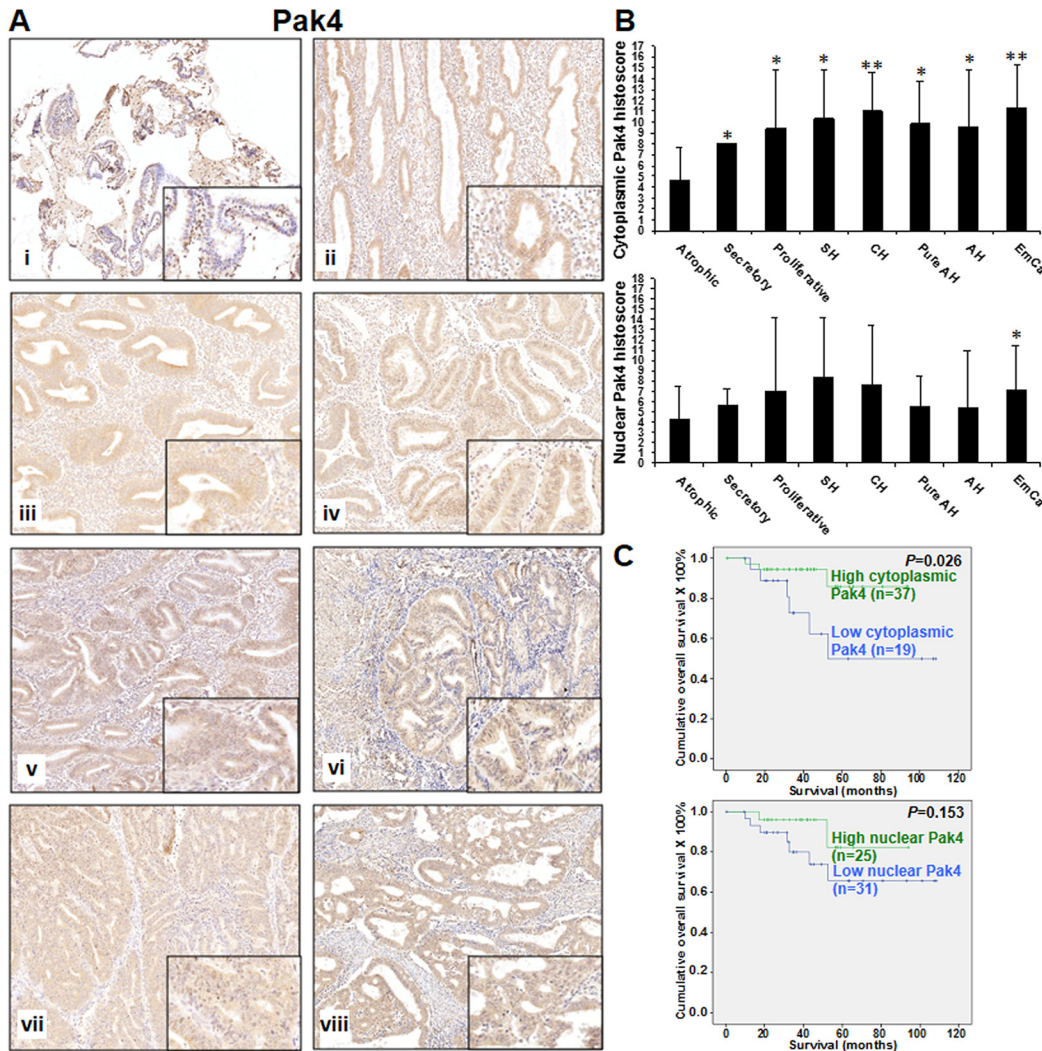 A
Pak4
i
ii
iii
iv
v
vi
vii
viii
B
Cytoplasmic Pak4 histoscore
17
16
15
14
13
12
11
10
9
8
7
6
5
4
3
2
1
0
*
*
*
**
*
*
**
Atrophic
Secretory
Proliferative
SH
CH
Pure AH
AH
EmCa
Nuclear Pak4 histoscore
18
17
16
15
14
13
12
11
10
9
8
7
6
5
4
3
2
1
0
*
Atrophic
Secretory
Proliferative
SH
CH
Pure AH
AH
EmCa
C
Cumulative overall survival X 100%
1.0
0.8
0.6
0.4
0.2
0.0
P=0.026
High cytoplasmic
Pak4 (n=37)
Low cytoplasmic
Pak4 (n=19)
0 20 40 60 80 100 120
Survival (months)
Cumulative overall survival X 100%
1.0
0.8
0.6
0.4
0.2
0.0
P=0.153
High nuclear Pak4
(n=25)
Low nuclear Pak4
(n=31)
0 20 40 60 80 100 120
Survival (months)